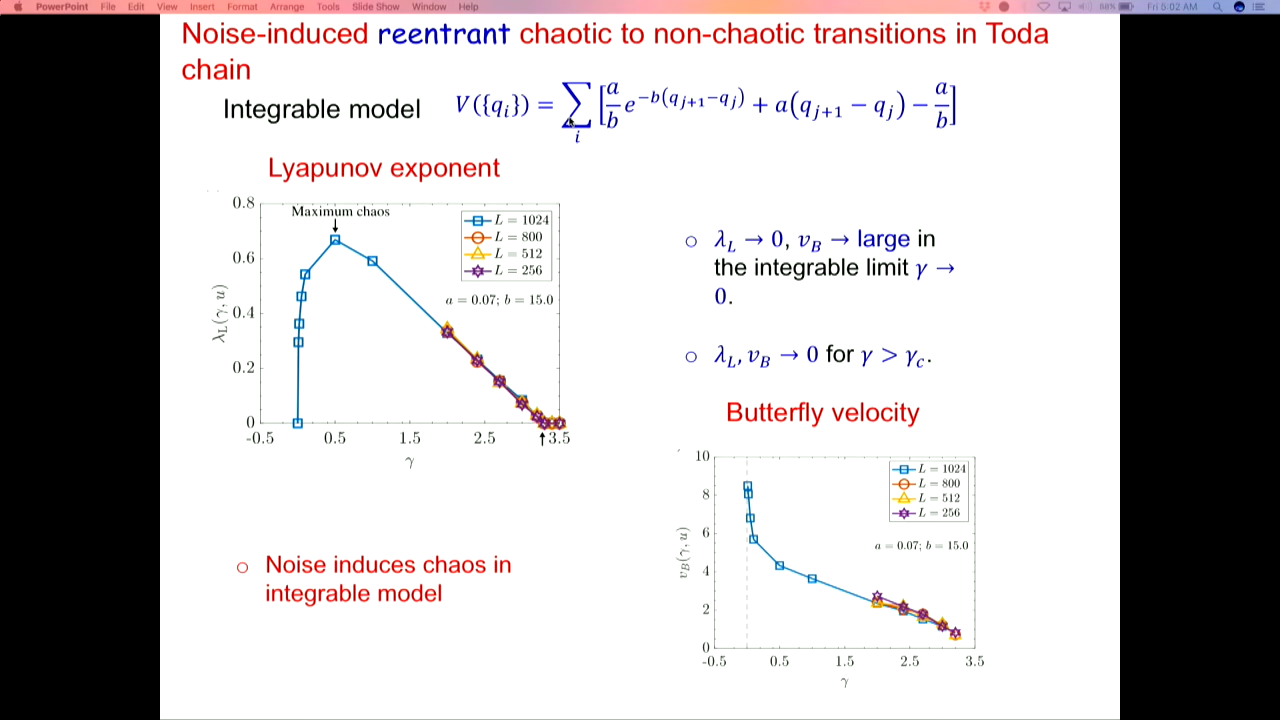 PowerPoint File Edit View Insert Format Arrange Tools Slide Show Window Help 68% Fri 5:02 AM
Noise-induced reentrant chaotic to non-chaotic transitions in Toda
chain
Integrable model V({q_i}) = ∑_i [a/b e^{-b(q_{j+1}-q_j)} + a(q_{j+1} − q_j) − a/b]
Lyapunov exponent
0.8
0.6
0.4
0.2
0
λ_L(γ, u)
Maximum chaos
L = 1024
L = 800
L = 512
L = 256
a = 0.07; b = 15.0
-0.5 0.5 1.5 2.5 3.5
γ
○ λ_L → 0, v_B → large in
the integrable limit γ →
0.
○ λ_L, v_B → 0 for γ > γ_c.
Butterfly velocity
10
8
6
4
2
0
v_B(γ, u)
L = 1024
L = 800
L = 512
L = 256
a = 0.07; b = 15.0
-0.5 0.5 1.5 2.5 3.5
γ
○ Noise induces chaos in
integrable model